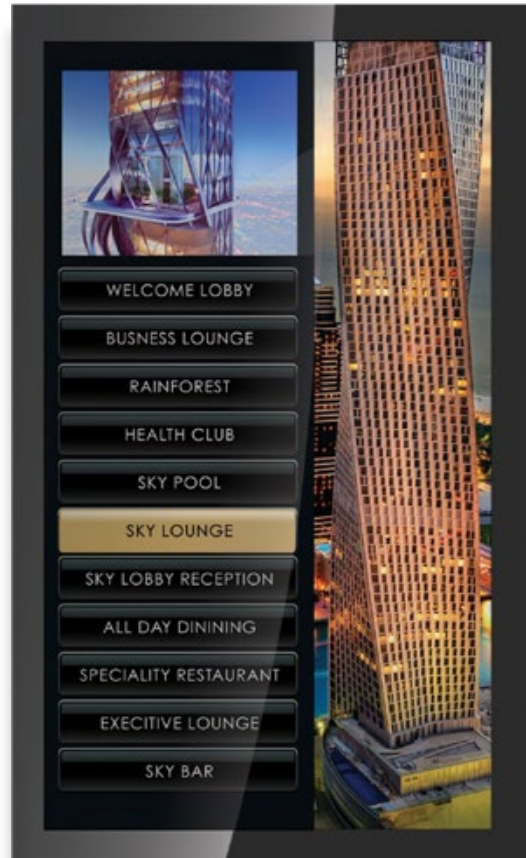 WELCOME LOBBY
BUSNESS LOUNGE
RAINFOREST
HEALTH CLUB
SKY POOL
SKY LOUNGE
SKY LOBBY RECEPTION
ALL DAY DINING
SPECIALITY RESTAURANT
EXECITIVE LOUNGE
SKY BAR